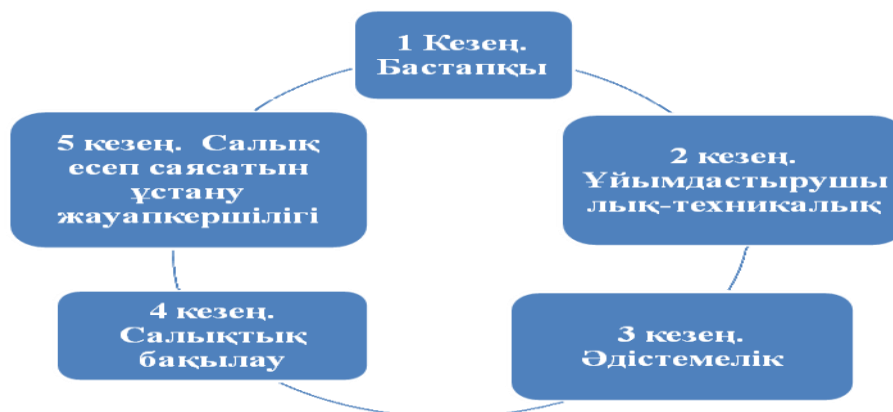 1 Кезең.
Бастапқы
2 кезең.
Ұйымдастырушы
лық-техникалық
3 кезең.
Әдістемелік
4 кезең.
Салықтық
бақылау
5 кезең. Салық
есеп саясатын
ұстану
жауапкершілігі